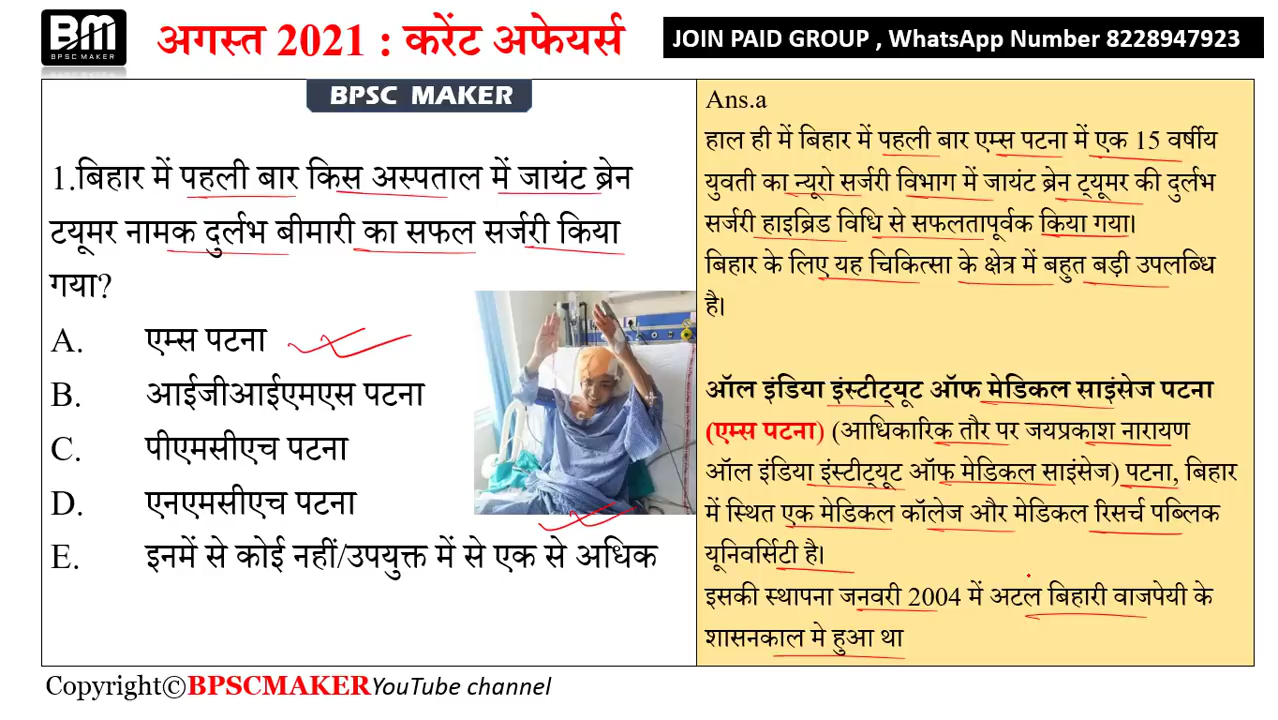 BM
BPSC MAKER
अगस्त 2021 : करेंट अफेयर्स
JOIN PAID GROUP , WhatsApp Number 8228947923
BPSC MAKER
1.बिहार में पहली बार किस अस्पताल में जायंट ब्रेन
टयूमर नामक दुर्लभ बीमारी का सफल सर्जरी किया
गया?
A. एम्स पटना
B. आईजीआईएमएस पटना
C. पीएमसीएच पटना
D. एनएमसीएच पटना
E. इनमें से कोई नहीं/उपयुक्त में से एक से अधिक
Ans.a
हाल ही में बिहार में पहली बार एम्स पटना में एक 15 वर्षीय
युवती का न्यूरो सर्जरी विभाग में जायंट ब्रेन ट्यूमर की दुर्लभ
सर्जरी हाइब्रिड विधि से सफलतापूर्वक किया गया।
बिहार के लिए यह चिकित्सा के क्षेत्र में बहुत बड़ी उपलब्धि
है।
ऑल इंडिया इंस्टीट्यूट ऑफ मेडिकल साइंसेज पटना
(एम्स पटना) (आधिकारिक तौर पर जयप्रकाश नारायण
ऑल इंडिया इंस्टीट्यूट ऑफ मेडिकल साइंसेज) पटना, बिहार
में स्थित एक मेडिकल कॉलेज और मेडिकल रिसर्च पब्लिक
यूनिवर्सिटी है।
इसकी स्थापना जनवरी 2004 में अटल बिहारी वाजपेयी के
शासनकाल मे हुआ था
Copyright©BPSCMAKERYouTube channel